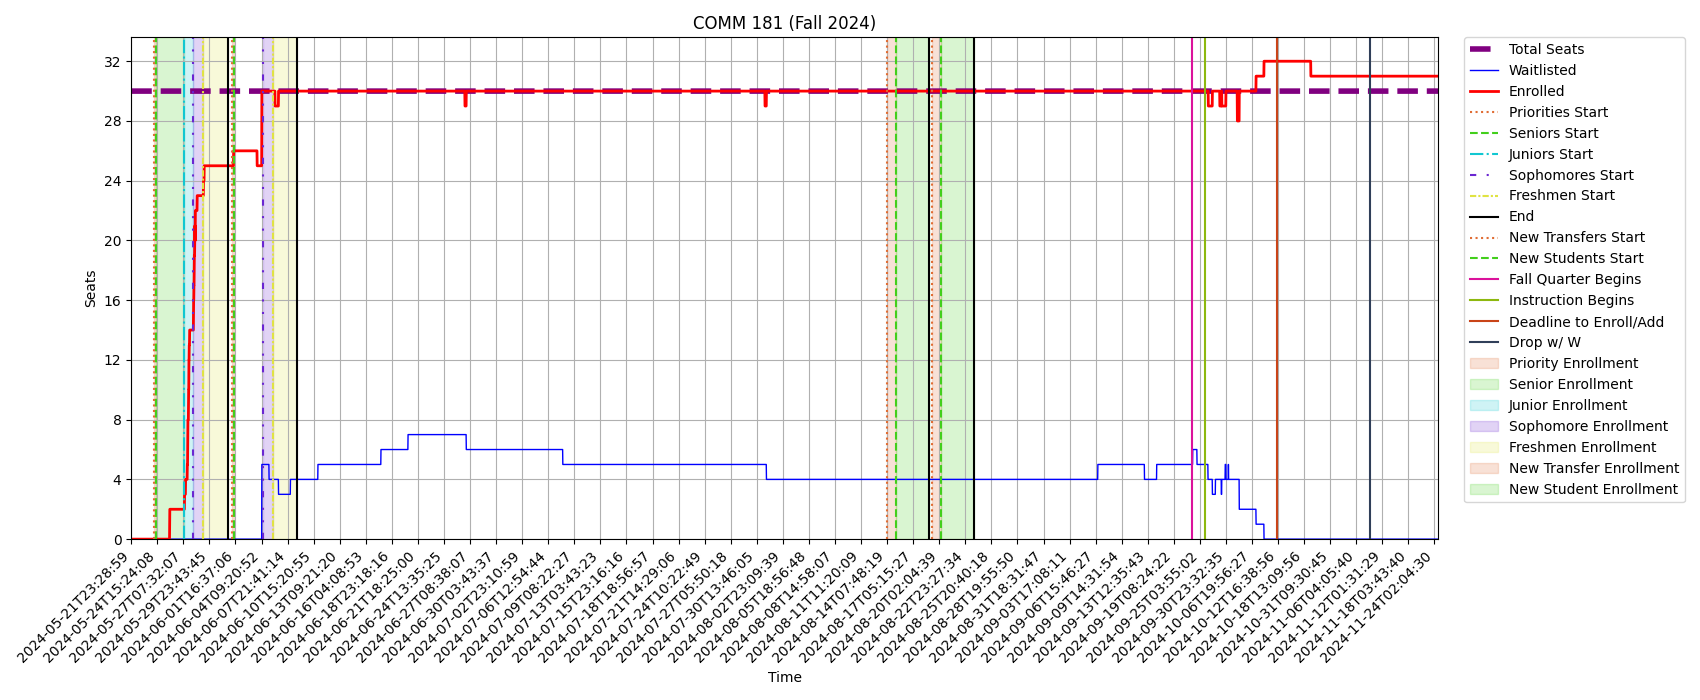 COMM 181 (Fall 2024)
Seats
32
28
24
20
16
12
8
4
0
2024-05-21T23:28:59
2024-05-24T15:24:08
2024-05-27T07:32:07
2024-05-29T23:43:45
2024-06-01T16:37:06
2024-06-04T09:20:52
2024-06-07T21:41:14
2024-06-10T15:20:55
2024-06-13T09:21:20
2024-06-16T04:08:53
2024-06-18T23:18:16
2024-06-21T18:25:00
2024-06-24T13:35:25
2024-06-27T08:38:07
2024-06-30T03:43:37
2024-07-02T23:10:59
2024-07-06T12:54:44
2024-07-09T08:22:27
2024-07-13T03:43:23
2024-07-15T23:16:16
2024-07-18T18:56:57
2024-07-21T14:29:06
2024-07-24T10:22:49
2024-07-27T05:50:18
2024-07-30T13:46:05
2024-08-02T23:09:39
2024-08-05T18:56:48
2024-08-08T14:58:07
2024-08-11T11:20:09
2024-08-14T07:48:19
2024-08-17T05:15:27
2024-08-20T02:04:39
2024-08-22T23:27:34
2024-08-25T20:40:18
2024-08-28T19:55:50
2024-08-31T18:31:47
2024-09-03T17:08:11
2024-09-06T15:46:27
2024-09-09T14:31:54
2024-09-13T12:35:43
2024-09-19T08:24:22
2024-09-25T03:55:02
2024-09-30T23:32:35
2024-10-06T19:56:27
2024-10-12T16:38:56
2024-10-18T13:09:56
2024-10-31T09:30:45
2024-11-06T04:05:40
2024-11-12T01:31:29
2024-11-18T03:43:40
2024-11-24T02:04:30
Time
Total Seats
Waitlisted
Enrolled
Priorities Start
Seniors Start
Juniors Start
Sophomores Start
Freshmen Start
End
New Transfers Start
New Students Start
Fall Quarter Begins
Instruction Begins
Deadline to Enroll/Add
Drop w/ W
Priority Enrollment
Senior Enrollment
Junior Enrollment
Sophomore Enrollment
Freshmen Enrollment
New Transfer Enrollment
New Student Enrollment